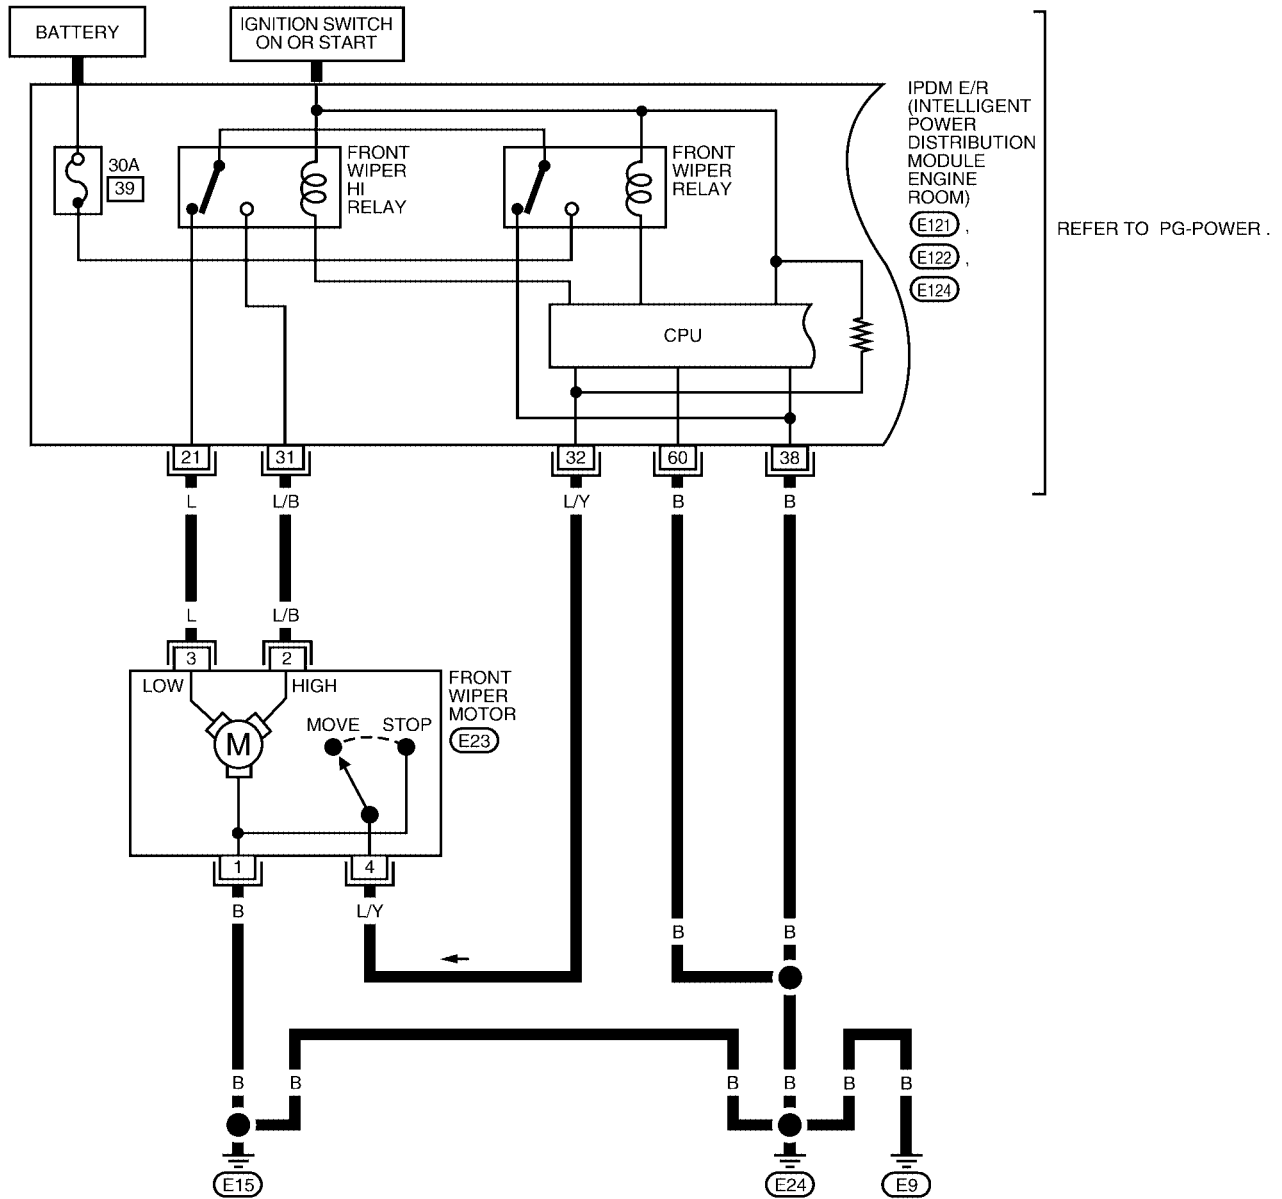 BATTERY
IGNITION SWITCH
ON OR START
30A
39
FRONT
WIPER
HI
RELAY
FRONT
WIPER
RELAY
IPDM E/R
(INTELLIGENT
POWER
DISTRIBUTION
MODULE
ENGINE
ROOM)
E121 ,
E122 ,
E124
REFER TO PG-POWER .
CPU
21
31
32
60
38
L
L/B
L/Y
B
B
L
L/B
3
2
LOW
HIGH
FRONT
WIPER
MOTOR
E23
MOVE
STOP
M
1
4
B
L/Y
B
B
B
B
B
B
B
B
E15
E24
E9